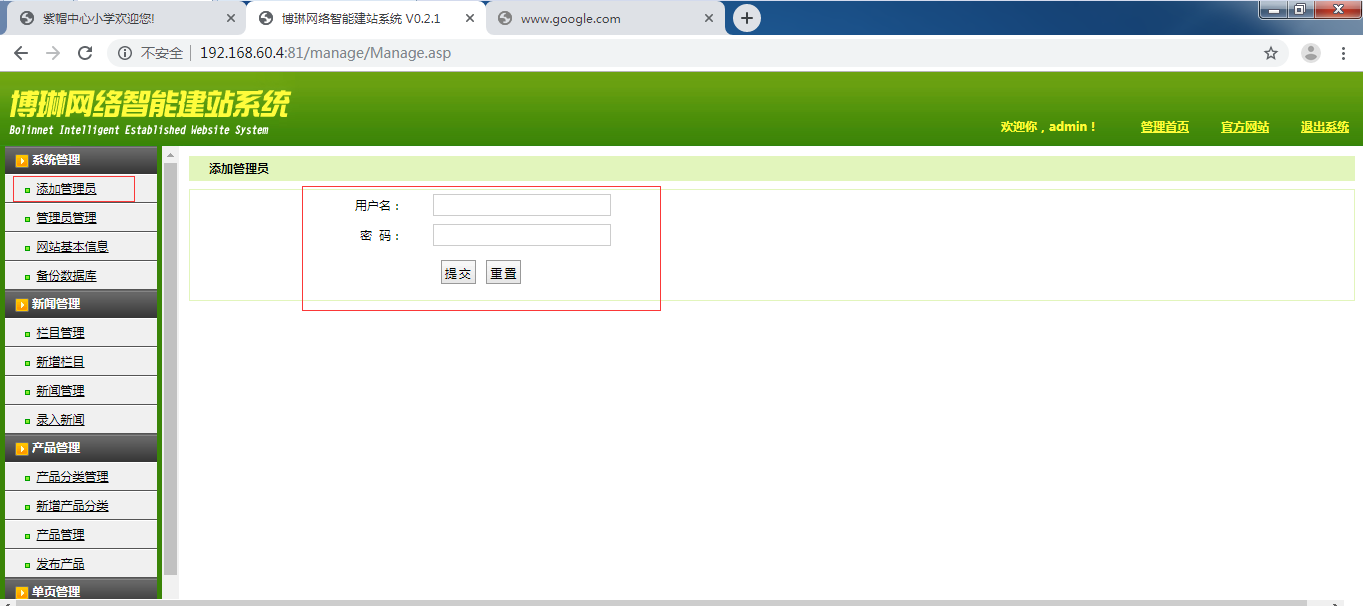 紫帽中心小学欢迎您!
博琳网络智能建站系统 V0.2.1
www.google.com
不安全 192.168.60.4:81/manage/Manage.asp
博琳网络智能建站系统
Bolinnet Intelligent Established Website System
欢迎你，admin！ 管理首页 官方网站 退出系统
系统管理
添加管理员
管理员管理
网站基本信息
备份数据库
新闻管理
栏目管理
新增栏目
新闻管理
录入新闻
产品管理
产品分类管理
新增产品分类
产品管理
发布产品
单页管理
添加管理员
用户名：
密 码：
提交 重置